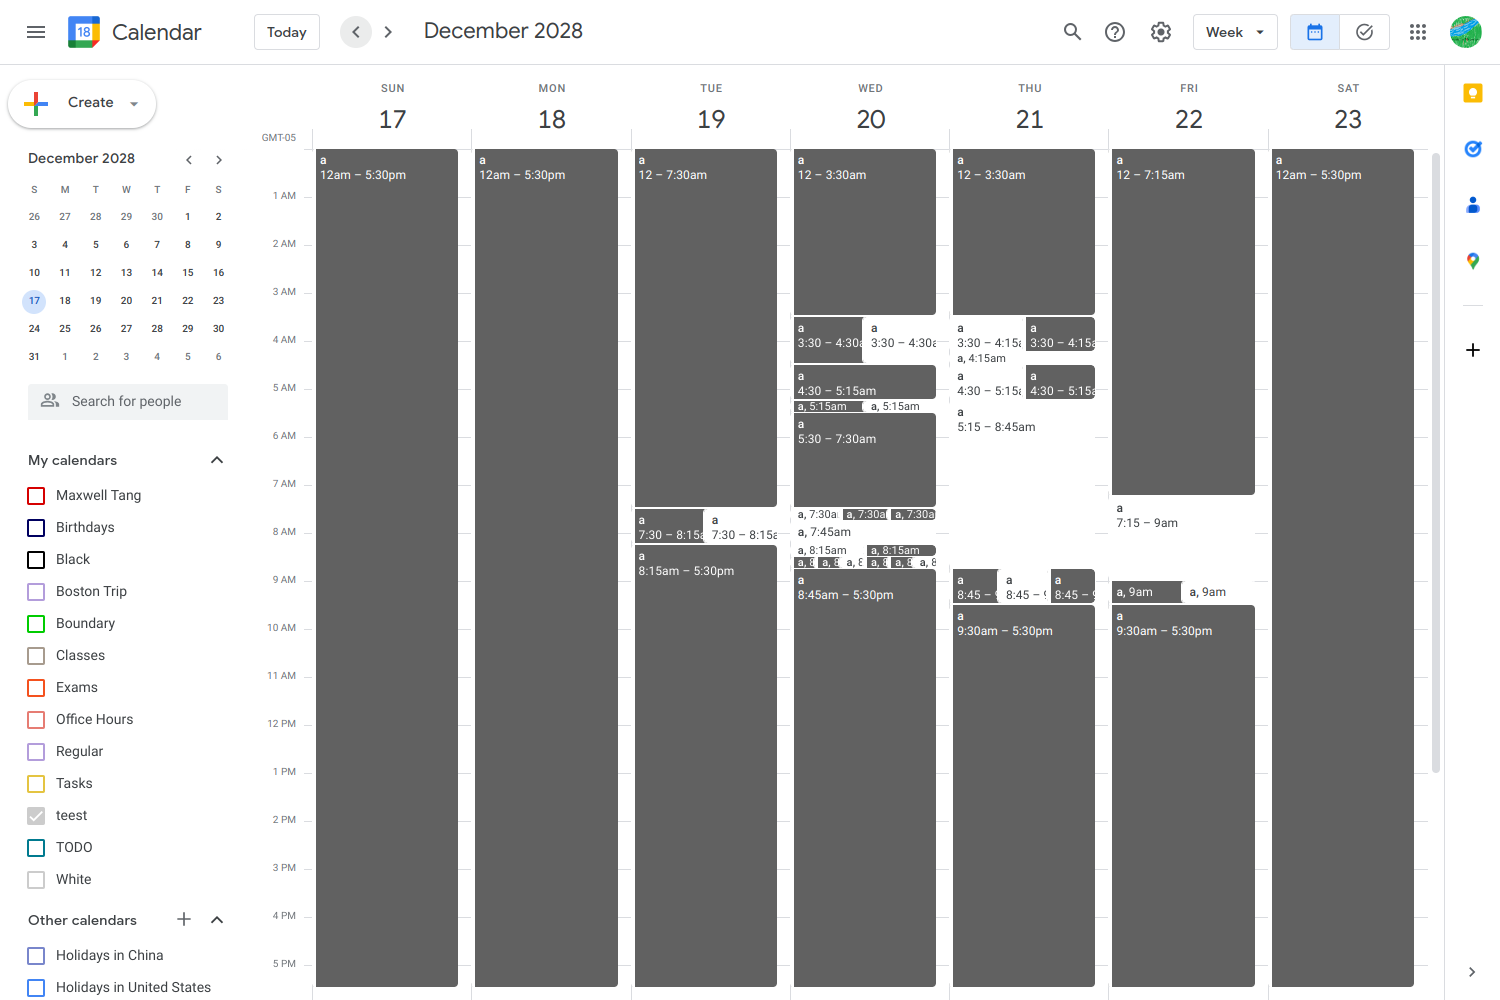 18 Calendar
Today
December 2028
Week
Create
December 2028
S M T W T F S
26 27 28 29 30 1 2
3 4 5 6 7 8 9
10 11 12 13 14 15 16
17 18 19 20 21 22 23
24 25 26 27 28 29 30
31 1 2 3 4 5 6
Search for people
My calendars
Maxwell Tang
Birthdays
Black
Boston Trip
Boundary
Classes
Exams
Office Hours
Regular
Tasks
teest
TODO
White
Other calendars
Holidays in China
Holidays in United States
GMT-05
1 AM
2 AM
3 AM
4 AM
5 AM
6 AM
7 AM
8 AM
9 AM
10 AM
11 AM
12 PM
1 PM
2 PM
3 PM
4 PM
5 PM
SUN
17
a
12am – 5:30pm
MON
18
a
12am – 5:30pm
TUE
19
a
12 – 7:30am
a
7:30 – 8:15a
a
7:30 – 8:15a
a
8:15am – 5:30pm
WED
20
a
12 – 3:30am
a
3:30 – 4:30a
a
3:30 – 4:30a
a
4:30 – 5:15am
a, 5:15am
a, 5:15am
a
5:30 – 7:30am
a, 7:30a
a, 7:30a
a, 7:30a
a, 7:45am
a, 8:15am
a, 8:15am
a, 8
a, 8
a, 8
a, 8
a, 8
a, 8
a
8:45am – 5:30pm
THU
21
a
12 – 3:30am
a
3:30 – 4:15a
a
3:30 – 4:15a
a, 4:15am
a
4:30 – 5:15a
a
4:30 – 5:15a
a
5:15 – 8:45am
a
8:45 – 9
a
8:45 – 9
a
8:45 – 9
a
9:30am – 5:30pm
FRI
22
a
12 – 7:15am
a
7:15 – 9am
a, 9am
a, 9am
a
9:30am – 5:30pm
SAT
23
a
12am – 5:30pm